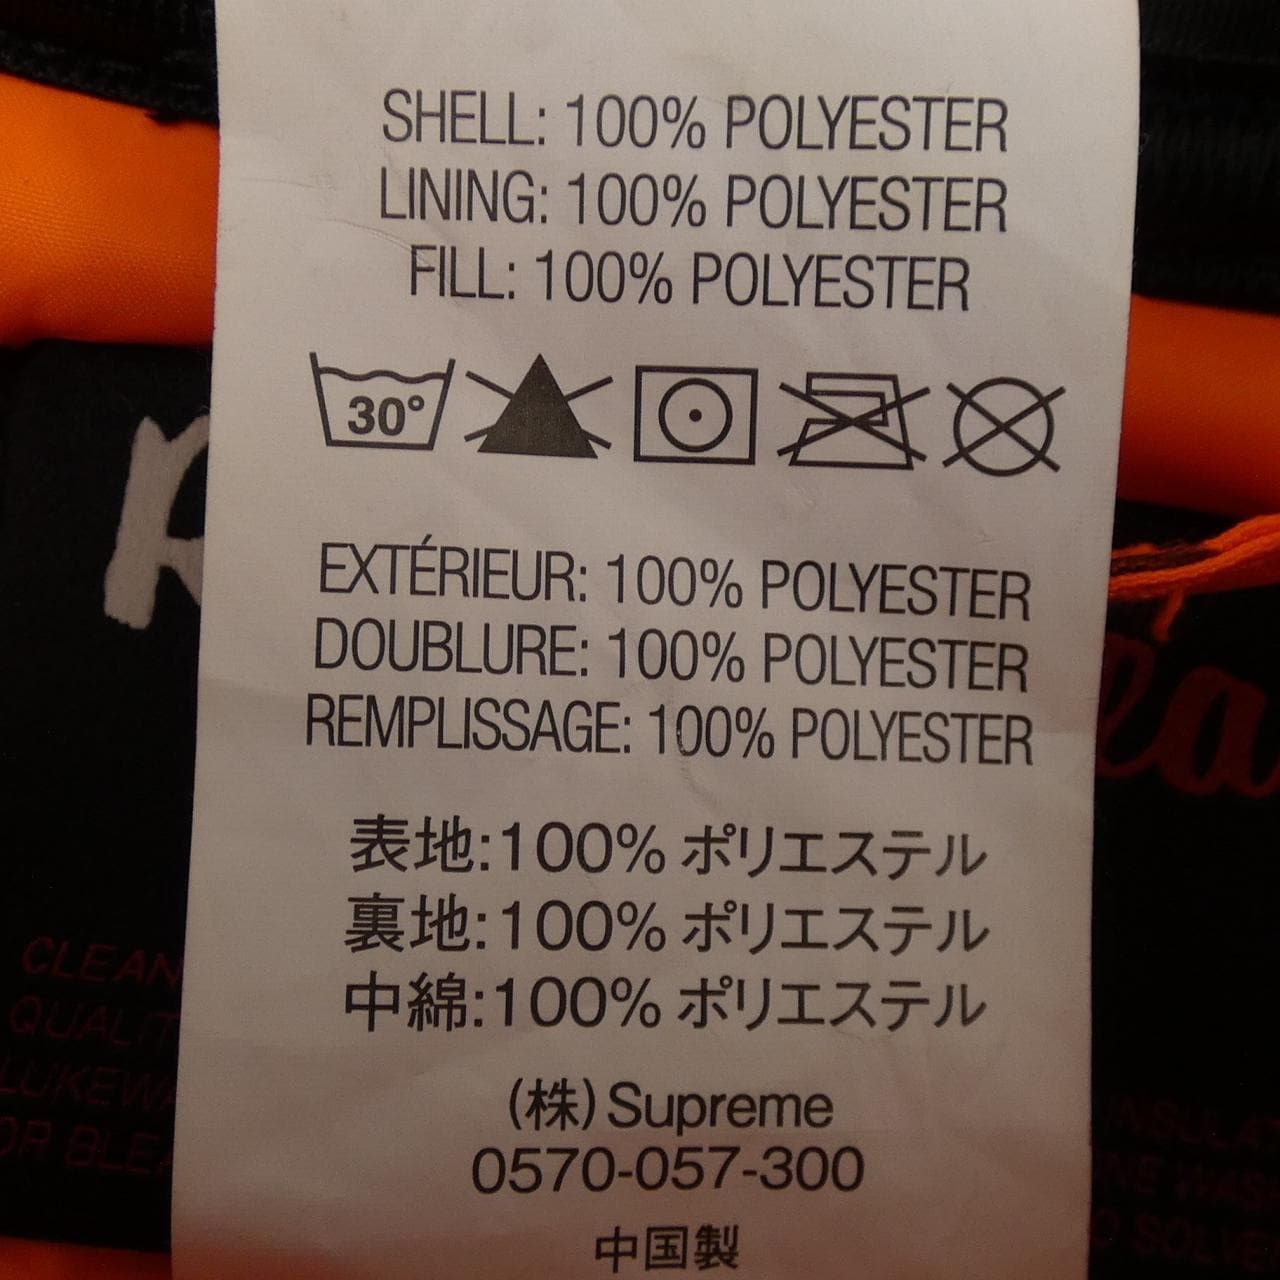 SHELL: 100% POLYESTER
LINING: 100% POLYESTER
FILL: 100% POLYESTER
30°
EXTÉRIEUR: 100% POLYESTER
DOUBLURE: 100% POLYESTER
REMPLISSAGE: 100% POLYESTER
表地:100% ポリエステル
裏地:100% ポリエステル
中綿:100% ポリエステル
(株) Supreme
0570-057-300
中国製
CLEAN